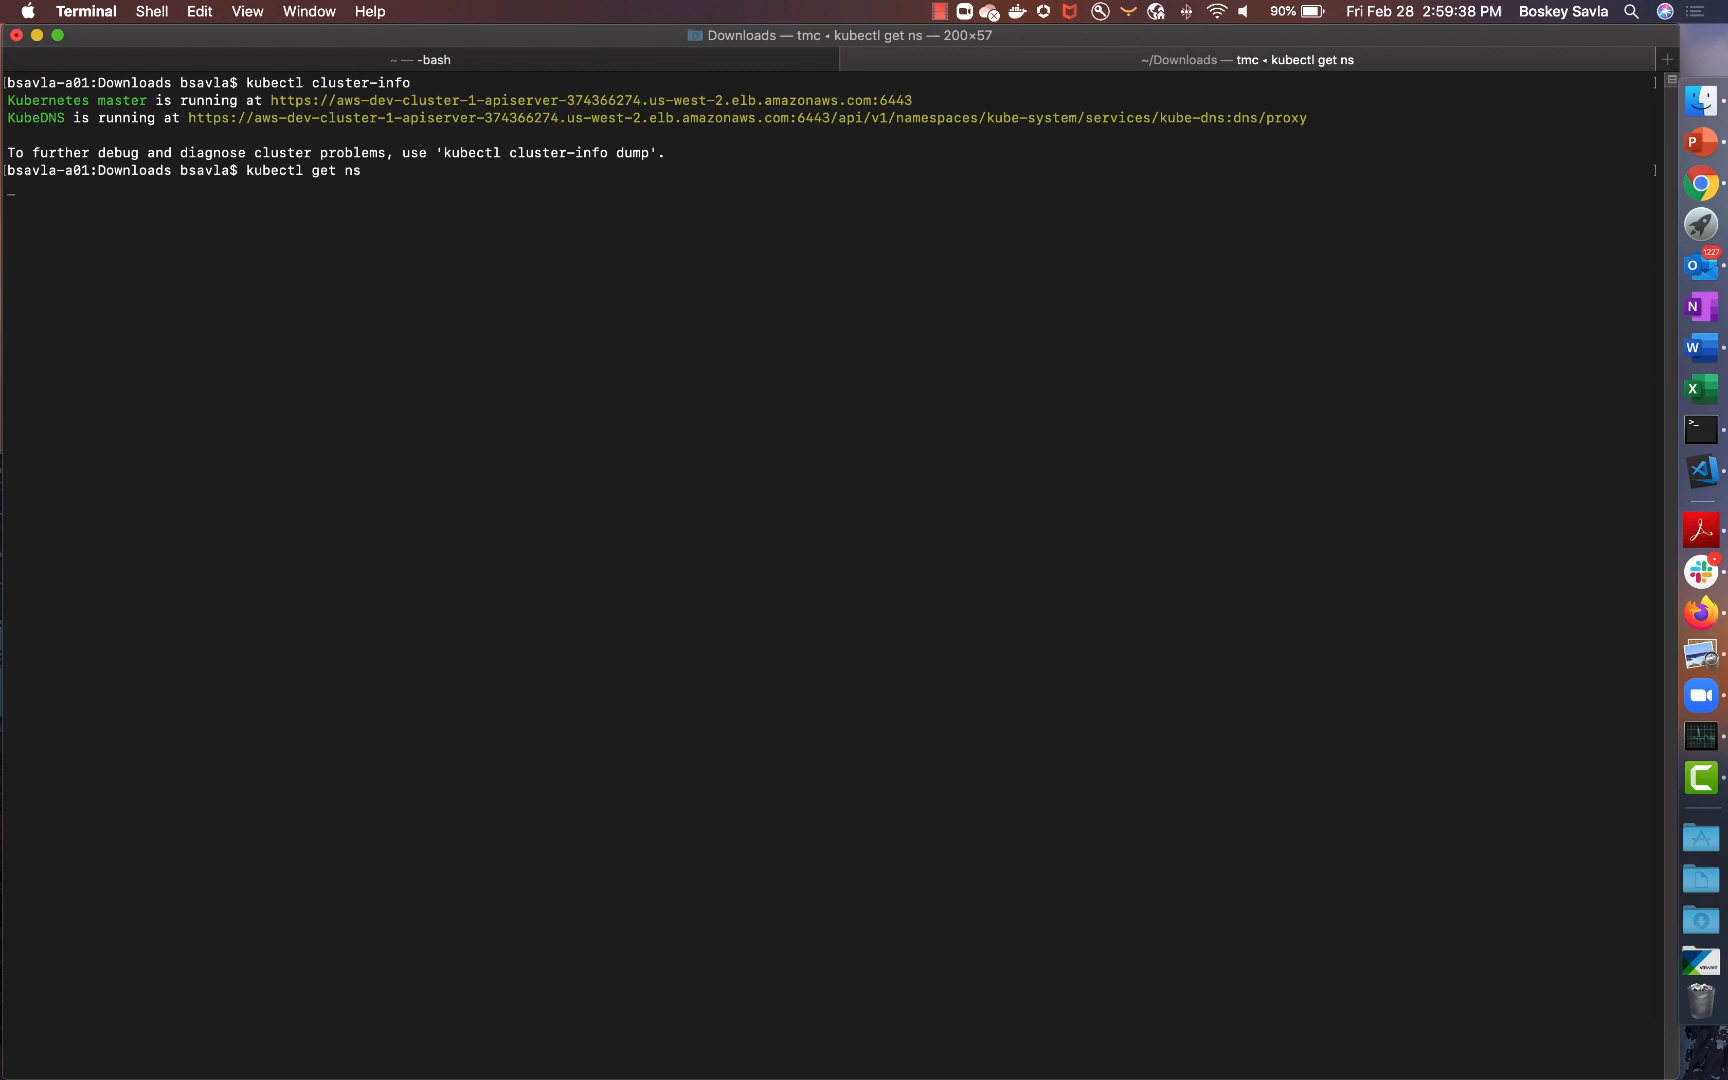 Terminal Shell Edit View Window Help 90% Fri Feb 28 2:59:38 PM Boskey Savla
Downloads — tmc ◂ kubectl get ns — 200×57
~ — -bash
~/Downloads — tmc ◂ kubectl get ns
[bsavla-a01:Downloads bsavla$ kubectl cluster-info ]
Kubernetes master is running at https://aws-dev-cluster-1-apiserver-374366274.us-west-2.elb.amazonaws.com:6443
KubeDNS is running at https://aws-dev-cluster-1-apiserver-374366274.us-west-2.elb.amazonaws.com:6443/api/v1/namespaces/kube-system/services/kube-dns:dns/proxy
To further debug and diagnose cluster problems, use 'kubectl cluster-info dump'.
[bsavla-a01:Downloads bsavla$ kubectl get ns ]
P
1227
O
N
W
X
>_
vmware